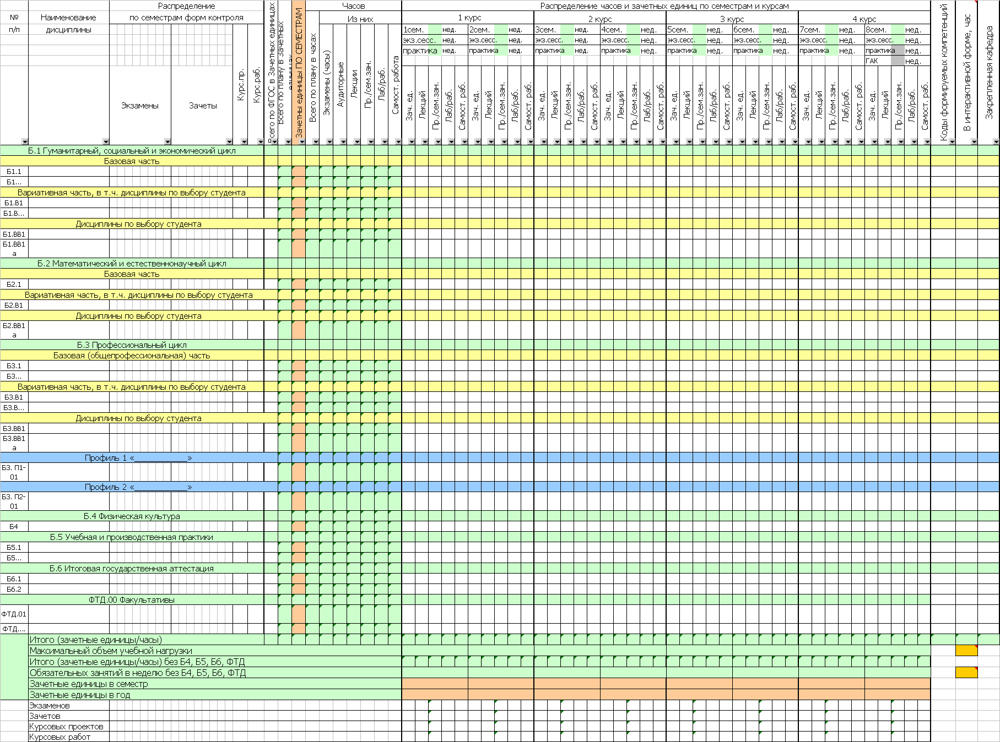 №
п/п
Наименование
дисциплины
Распределение
по семестрам форм контроля
Экзамены
Зачеты
Курс.пр.
Курс.раб.
Всего по ФГОС в Зачетных единицах
Всего по плану в Зачетных
единицах
Зачетны единицы ПО СЕМЕСТРАМ
Часов
Всего по плану в часах
Из них
Экзамены (часы)
Аудиторные
Лекции
Пр./сем.зан.
Лаб/раб.
Самост. работа
Распределение часов и зачетных единиц по семестрам и курсам
1 курс
2 курс
3 курс
4 курс
1сем. нед. 2сем. нед. 3сем. нед. 4сем. нед. 5сем. нед. 6сем. нед. 7сем. нед. 8сем. нед.
экз.сесс. нед. экз.сесс. нед. экз.сесс. нед. экз.сесс. нед. экз.сесс. нед. экз.сесс. нед. экз.сесс. нед. экз.сесс. нед.
практика нед. практика нед. практика нед. практика нед. практика нед. практика нед. практика нед. практика нед.
ГАК нед.
Зач. ед. Лекций Пр./сем.зан. Лаб/раб. Самост. раб. Зач. ед. Лекций Пр./сем.зан. Лаб/раб. Самост. раб. Зач. ед. Лекций Пр./сем.зан. Лаб/раб. Самост. раб. Зач. ед. Лекций Пр./сем.зан. Лаб/раб. Самост. раб. Зач. ед. Лекций Пр./сем.зан. Лаб/раб. Самост. раб. Зач. ед. Лекций Пр./сем.зан. Лаб/раб. Самост. раб. Зач. ед. Лекций Пр./сем.зан. Лаб/раб. Самост. раб. Зач. ед. Лекций Пр./сем.зан. Лаб/раб. Самост. раб.
Коды формируемых компетенций
В интерактивной форме, час
Закрепленная кафедра
Б.1 Гуманитарный, социальный и экономический цикл
Базовая часть
Б1.1
Б1...
Вариативная часть, в т.ч. дисциплины по выбору студента
Б1.В1
Б1.В...
Дисциплины по выбору студента
Б1.ВВ1
Б1.ВВ1
а
Б.2 Математический и естественнонаучный цикл
Базовая часть
Б2.1
Вариативная часть, в т.ч. дисциплины по выбору студента
Б2.В1
Дисциплины по выбору студента
Б2.ВВ1
а
Б.3 Профессиональный цикл
Базовая (общепрофессиональная) часть
Б3.1
Б3...
Вариативная часть, в т.ч. дисциплины по выбору студента
Б3.В1
Б3.В...
Дисциплины по выбору студента
Б3.ВВ1
Б3.ВВ1
а
Профиль 1 «____________»
Б3. П1-
01
Профиль 2 «____________»
Б3. П2-
01
Б.4 Физическая культура
Б4
Б.5 Учебная и производственная практики
Б5.1
Б5...
Б.6 Итоговая государственная аттестация
Б6.1
Б6.2
ФТД.00 Факультативы
ФТД.01
ФТД....
Итого (зачетные единицы/часы)
Максимальный объем учебной нагрузки
Итого (зачетные единицы/часы) без Б4, Б5, Б6, ФТД
Обязательных занятий в неделю без Б4, Б5, Б6, ФТД
Зачетные единицы в семестр
Зачетные единицы в год
Экзаменов
Зачетов
Курсовых проектов
Курсовых работ